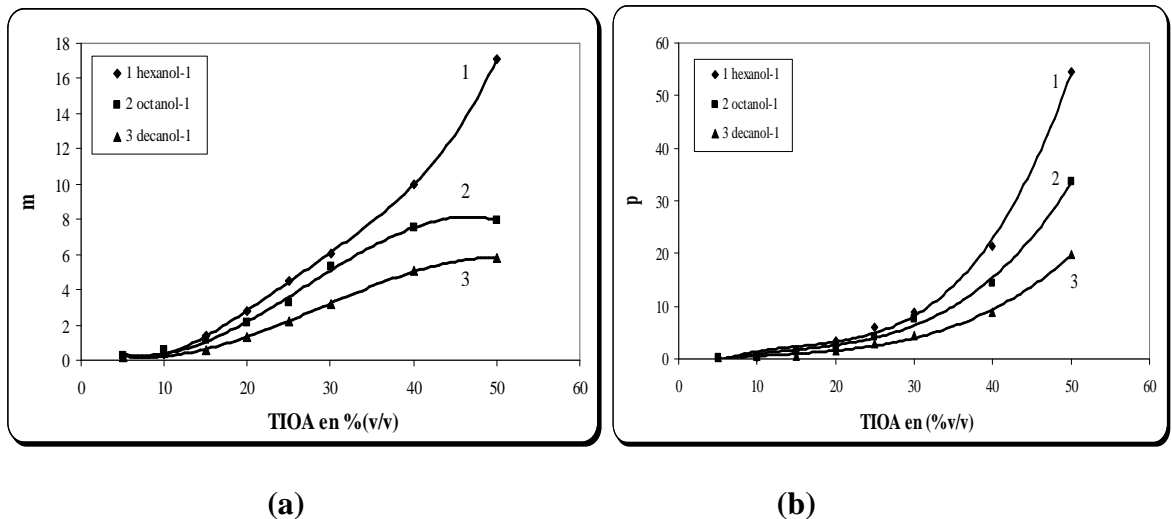 18
16
14
12
10
8
6
4
2
0
m
1 hexanol-1
2 octanol-1
3 decanol-1
1
2
3
0 10 20 30 40 50 60
TIOA en %(v/v)
60
50
40
30
20
10
0
p
1 hexanol-1
2 octanol-1
3 decanol-1
1
2
3
0 10 20 30 40 50 60
TIOA en (%v/v)
(a) (b)